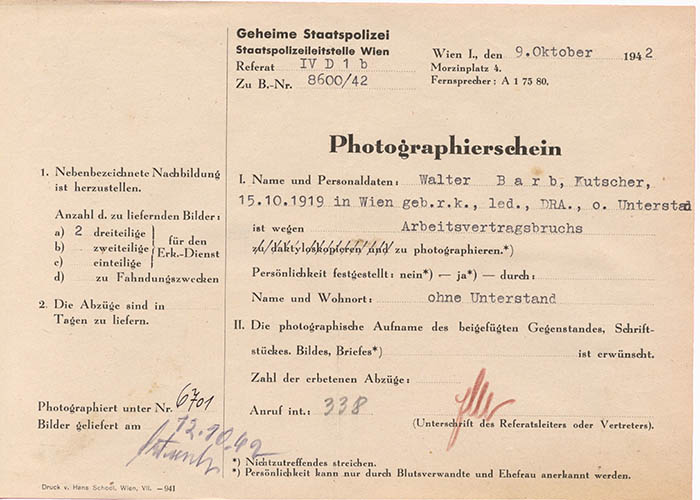 Geheime Staatspolizei
Staatspolizeileitstelle Wien
Referat IV D 1 b
Zu B.-Nr. 8600/42
Wien I., den 9. Oktober 1942
Morzinplatz 4.
Fernsprecher: A 1 75 80.
Photographierschein
1. Nebenbezeichnete Nachbildung
ist herzustellen.
Anzahl d. zu liefernden Bilder:
a) 2 dreiteilige
b) zweiteilige
c) einteilige
für den
Erk.-Dienst
d) zu Fahndungszwecken
2. Die Abzüge sind in
Tagen zu liefern.
Photographiert unter Nr. 6701
Bilder geliefert am 12.10.42
I. Name und Personaldaten: Walter Barb, Kutscher,
15.10.1919 in Wien geb.r.k., led., DRA., o. Unterstand
ist wegen Arbeitsvertragsbruchs
zu daktyloskopieren und zu photographieren.*)
Persönlichkeit festgestellt: nein*) — ja*) — durch:
Name und Wohnort: ohne Unterstand
II. Die photographische Aufname des beigefügten Gegenstandes, Schrift-
stückes. Bildes, Briefes*) ist erwünscht.
Zahl der erbetenen Abzüge:
Anruf int.: 338
(Unterschrift des Referatsleiters oder Vertreters).
*) Nichtzutreffendes streichen.
*) Persönlichkeit kann nur durch Blutsverwandte und Ehefrau anerkannt werden.
Druck v. Hans School, Wien, VII. —941